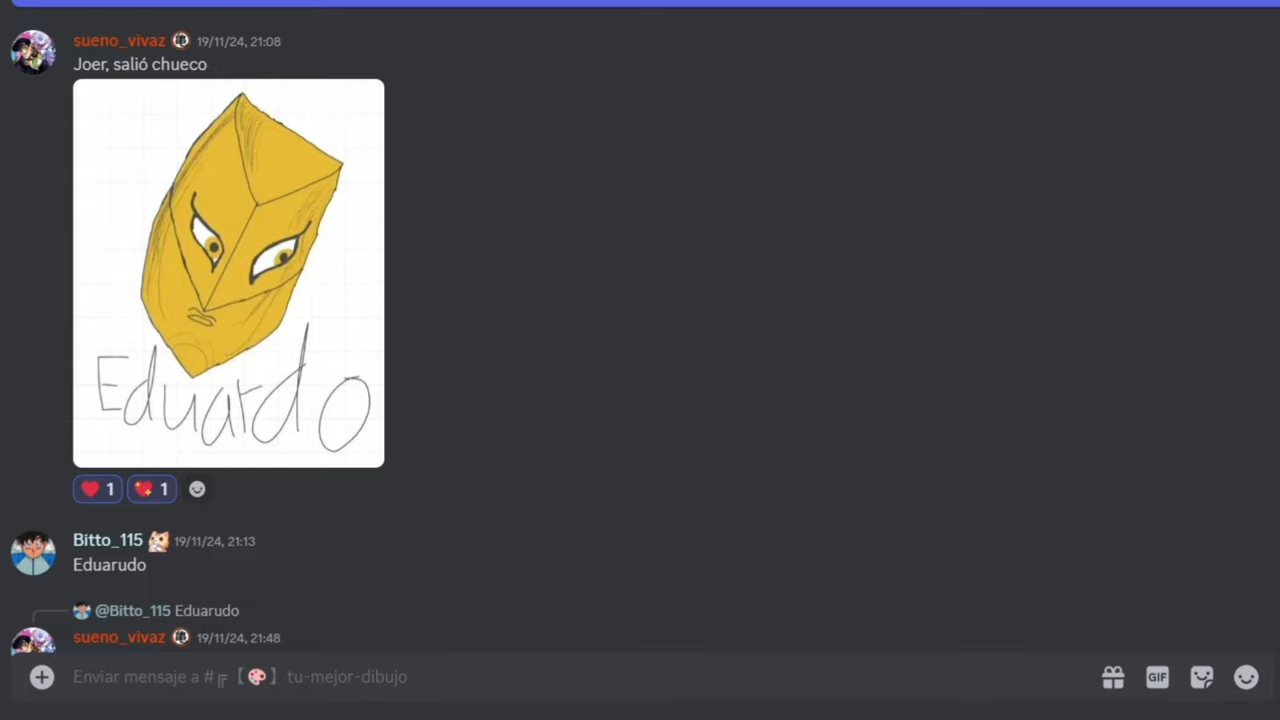 sueno_vivaz 19/11/24, 21:08
Joer, salió chueco
Eduardo
1 1
Bitto_115 19/11/24, 21:13
Eduarudo
@Bitto_115 Eduarudo
sueno_vivaz 19/11/24, 21:48
Enviar mensaje a #╔【🎨】tu-mejor-dibujo
GIF